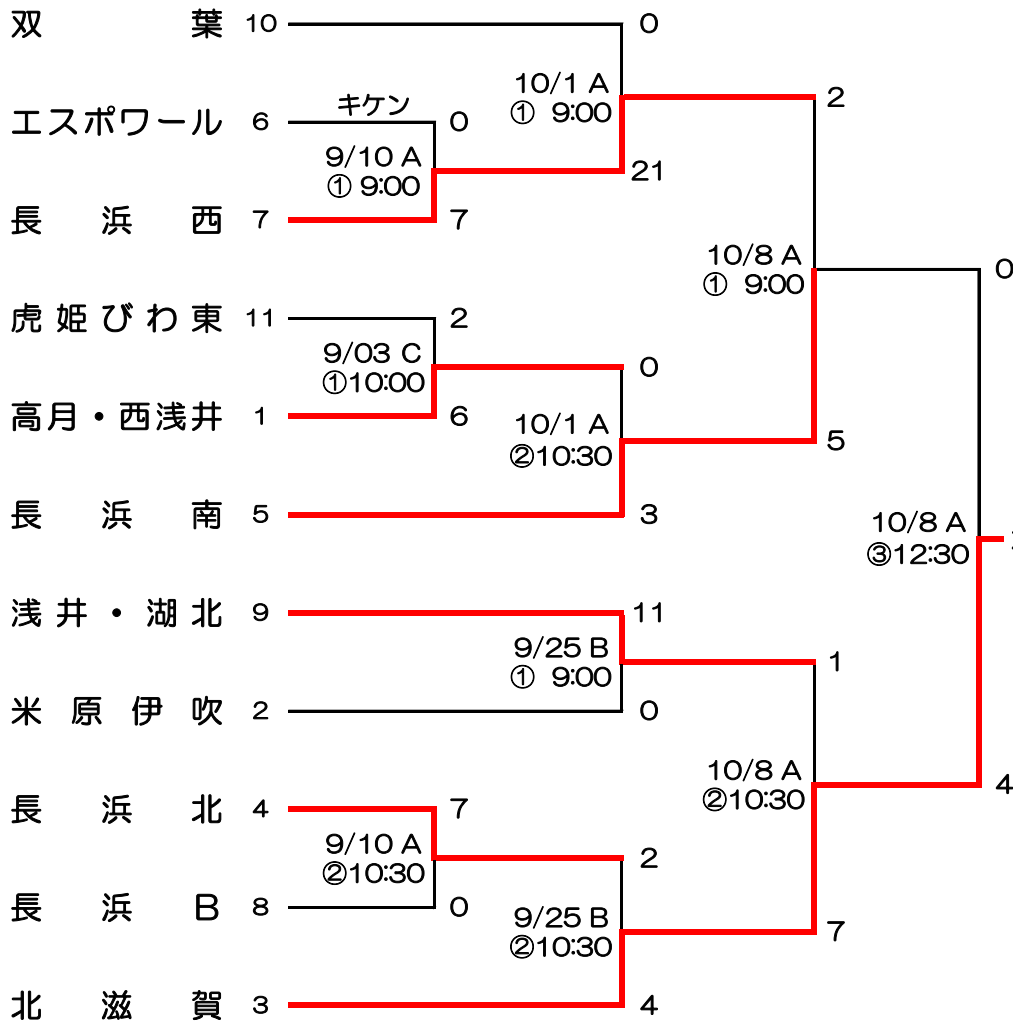 双葉 10 0
10/1 A
① 9:00
2
キケン
エスポワール 6 0
9/10 A
① 9:00
21
長浜西 7 7
10/8 A
① 9:00
0
虎姫びわ東 11 2
9/03 C
①10:00
0
高月・西浅井 1 6
10/1 A
②10:30
5
長浜南 5 3
10/8 A
③12:30
浅井・湖北 9 11
9/25 B
① 9:00
1
米原伊吹 2 0
10/8 A
②10:30
4
長浜北 4 7
9/10 A
②10:30
2
長浜B 8 0
9/25 B
②10:30
7
北滋賀 3 4